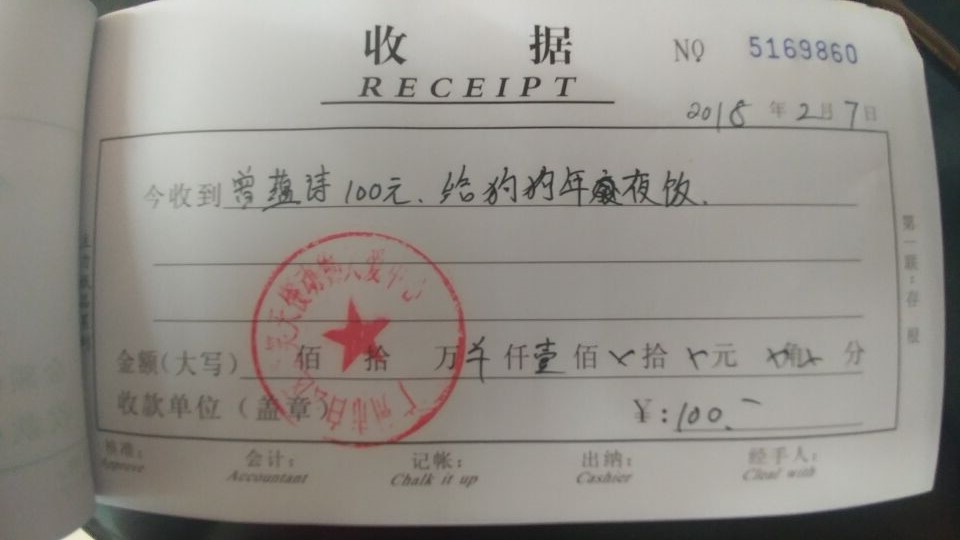 收 据
NO 5169860
RECEIPT
2018 年 2 月 7 日
今收到 曾蕴诗100元、给狗狗年夜饭.
第一联:存根
金额(大写) 佰 拾 万 仟 壹 佰 拾 元 角 分
收款单位(盖章) ¥:100.-
核准: 会计: 记帐: 出纳: 经手人:
Approve Accountant Chalk it up Cashier Cleal with